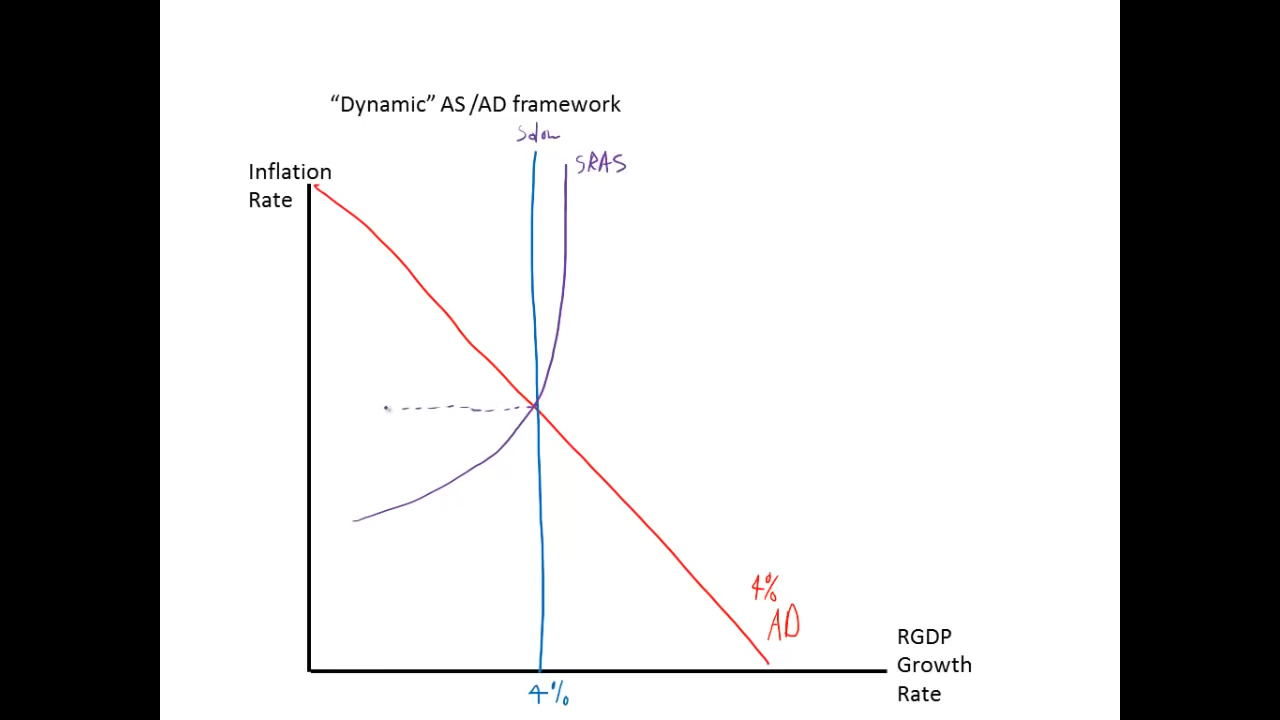 “Dynamic” AS/AD framework
Solow
SRAS
Inflation
Rate
4%
AD
RGDP
Growth
Rate
4%